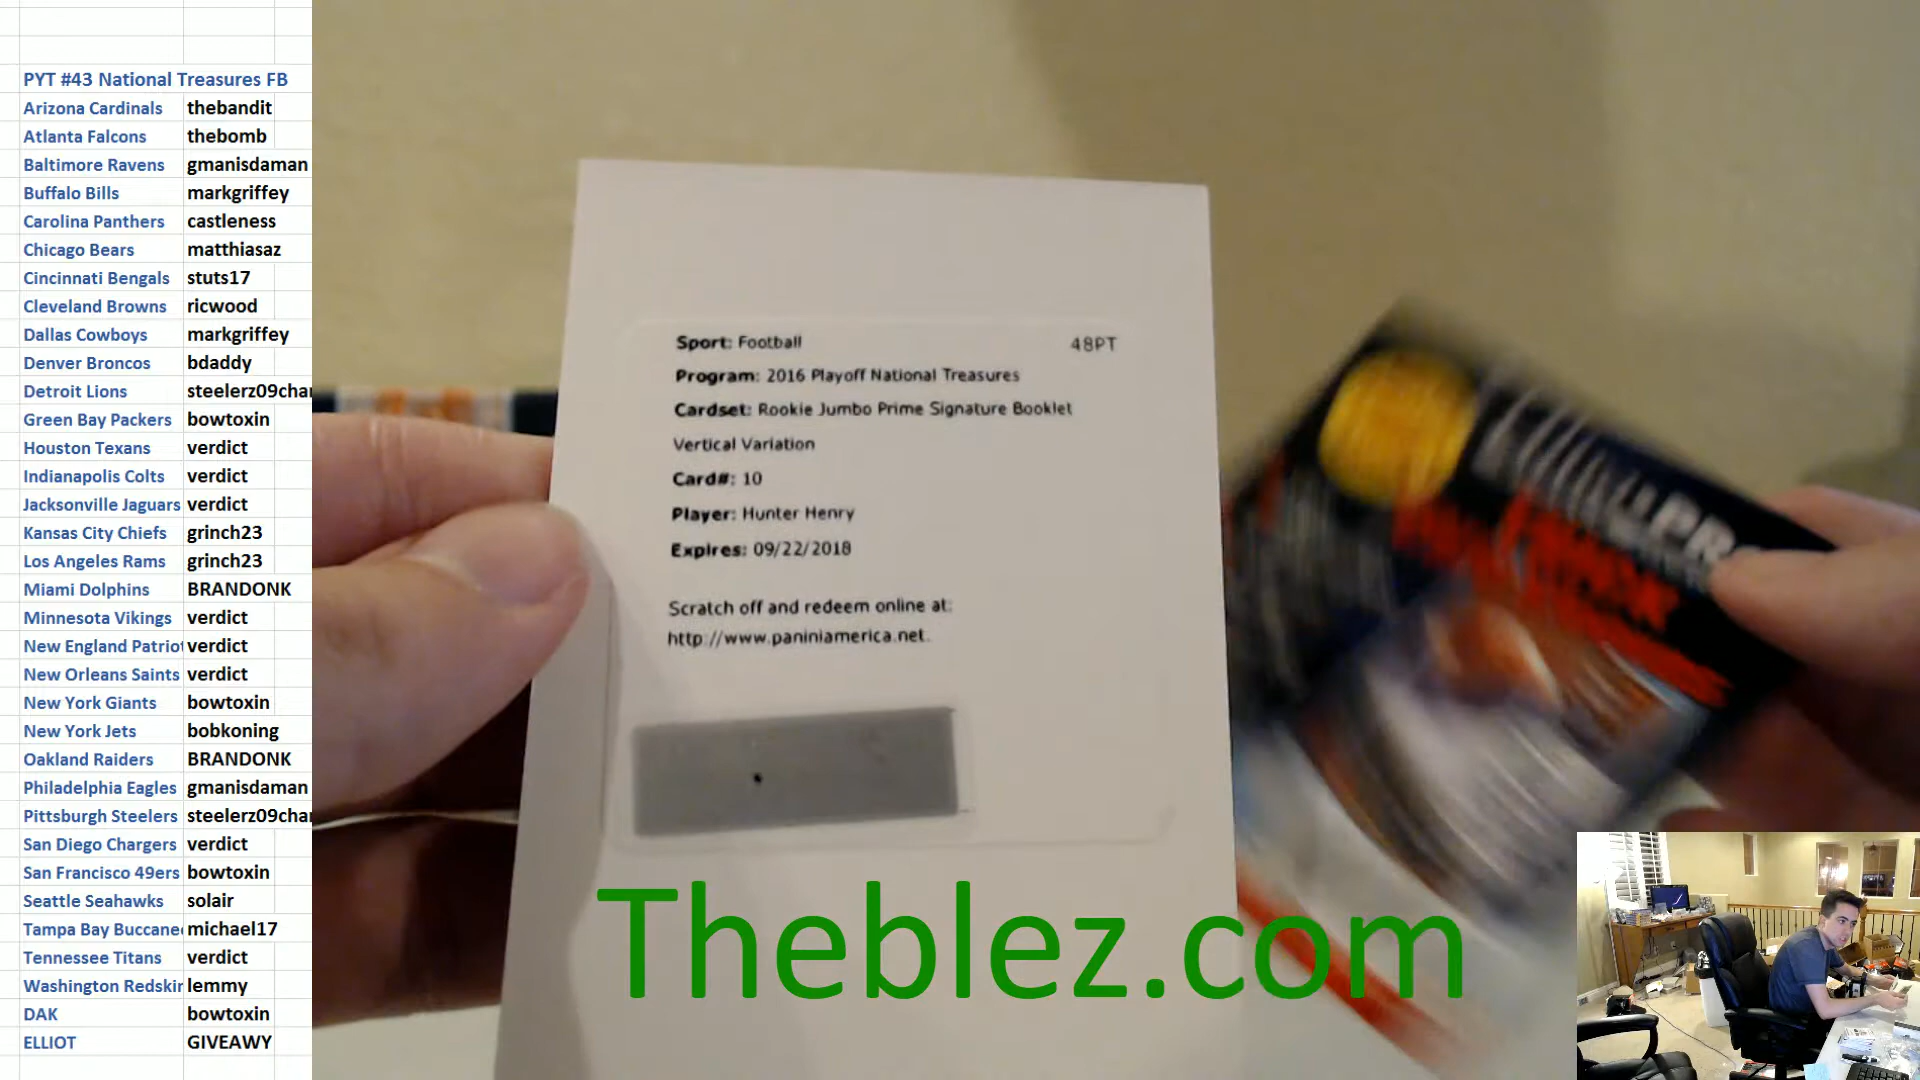 PYT #43 National Treasures FB
Arizona Cardinals thebandit
Atlanta Falcons thebomb
Baltimore Ravens gmanisdaman
Buffalo Bills markgriffey
Carolina Panthers castleness
Chicago Bears matthiasaz
Cincinnati Bengals stuts17
Cleveland Browns ricwood
Dallas Cowboys markgriffey
Denver Broncos bdaddy
Detroit Lions steelerz09char
Green Bay Packers bowtoxin
Houston Texans verdict
Indianapolis Colts verdict
Jacksonville Jaguars verdict
Kansas City Chiefs grinch23
Los Angeles Rams grinch23
Miami Dolphins BRANDONK
Minnesota Vikings verdict
New England Patriot verdict
New Orleans Saints verdict
New York Giants bowtoxin
New York Jets bobkoning
Oakland Raiders BRANDONK
Philadelphia Eagles gmanisdaman
Pittsburgh Steelers steelerz09char
San Diego Chargers verdict
San Francisco 49ers bowtoxin
Seattle Seahawks solair
Tampa Bay Buccanee michael17
Tennessee Titans verdict
Washington Redskin lemmy
DAK bowtoxin
ELLIOT GIVEAWY
Sport: Football 48PT
Program: 2016 Playoff National Treasures
Cardset: Rookie Jumbo Prime Signature Booklet
Vertical Variation
Card#: 10
Player: Hunter Henry
Expires: 09/22/2018
Scratch off and redeem online at:
http://www.paniniamerica.net.
Theblez.com